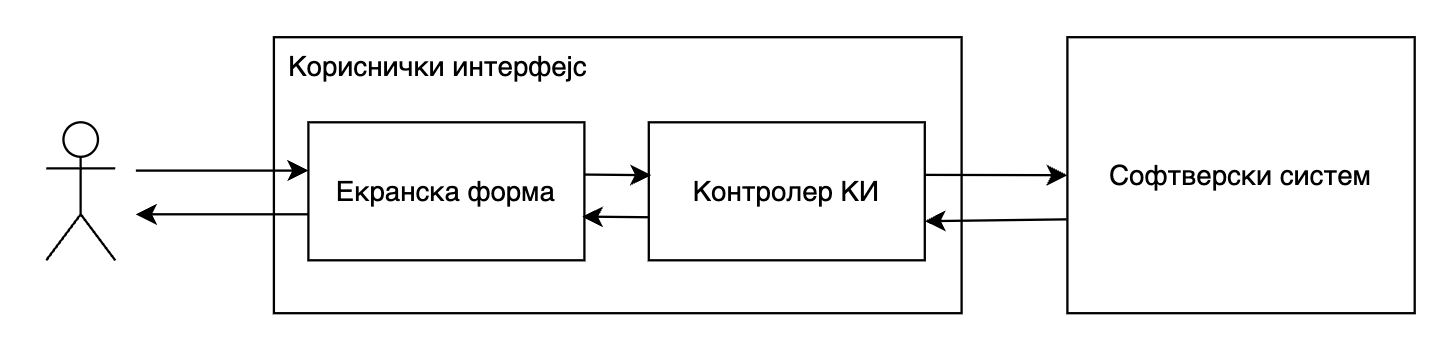 Кориснички интерфејс
Екранска форма
Контролер КИ
Софтверски систем